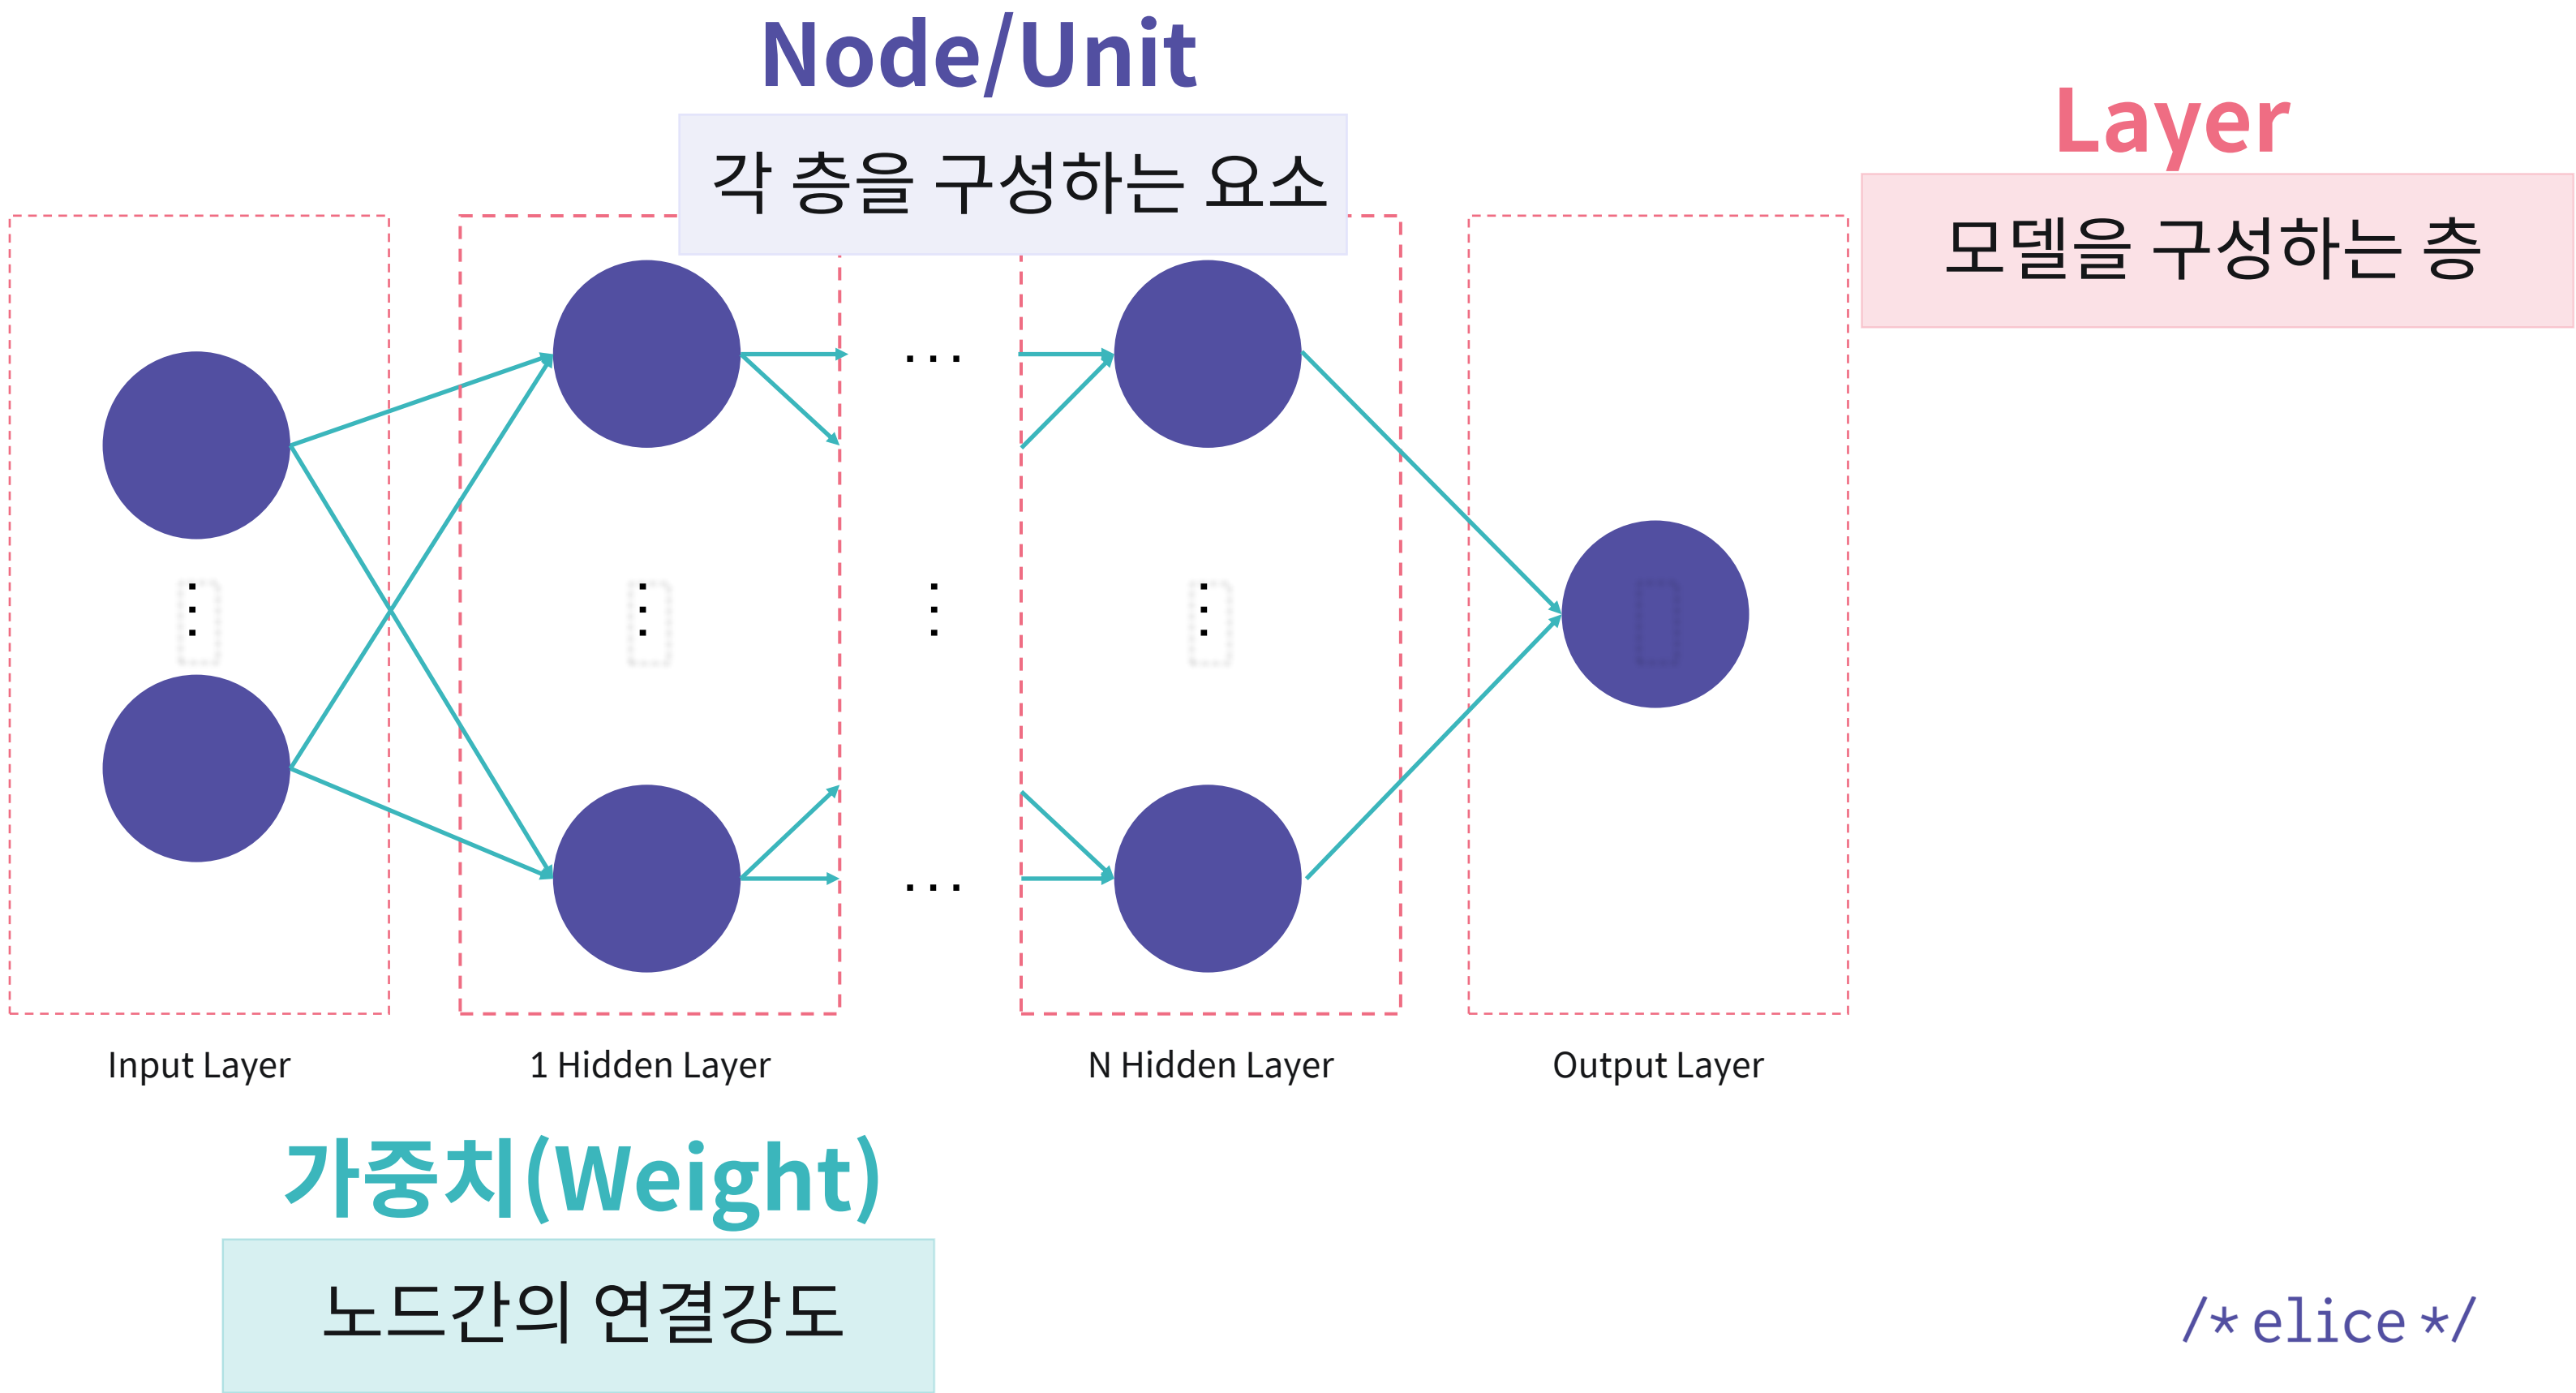 Node/Unit
각 층을 구성하는 요소
Layer
모델을 구성하는 층
...
⋮
⋮
⋮
⋮
...
Input Layer
1 Hidden Layer
N Hidden Layer
Output Layer
가중치(Weight)
노드간의 연결강도
/* elice */